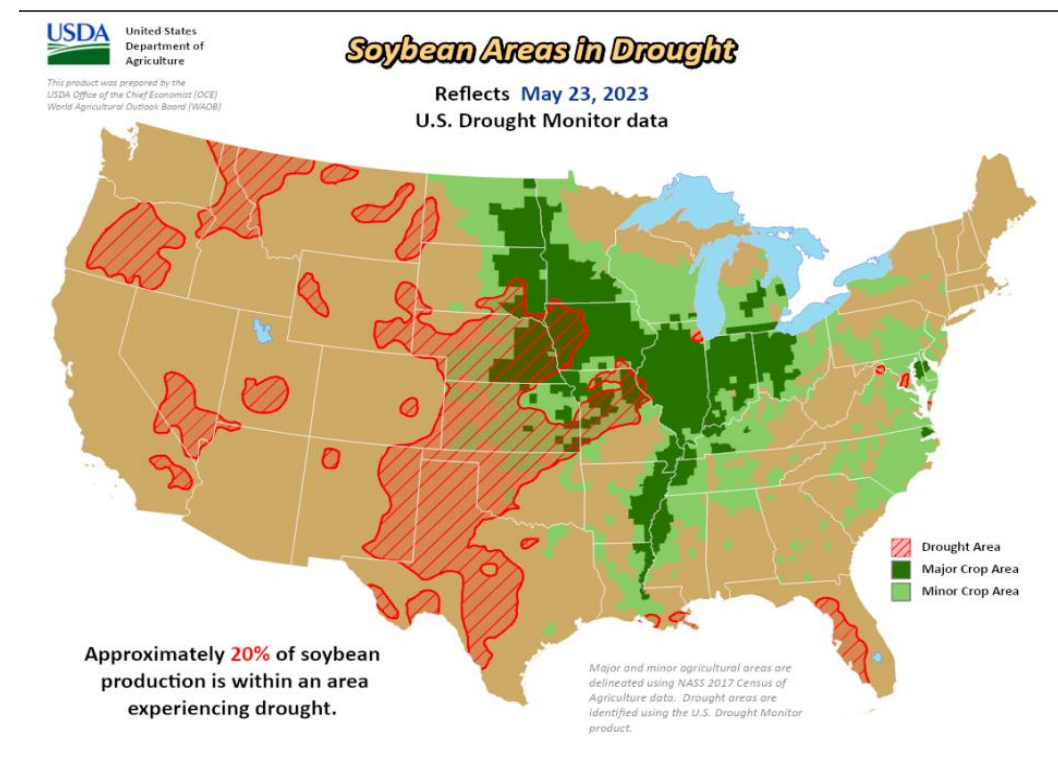 USDA
United States
Department of
Agriculture
This product was prepared by the
USDA Office of the Chief Economist (OCE)
World Agricultural Outlook Board (WAOB)
Soybean Areas in Drought
Reflects May 23, 2023
U.S. Drought Monitor data
Drought Area
Major Crop Area
Minor Crop Area
Approximately 20% of soybean
production is within an area
experiencing drought.
Major and minor agricultural areas are
delineated using NASS 2017 Census of
Agriculture data. Drought areas are
identified using the U.S. Drought Monitor
product.